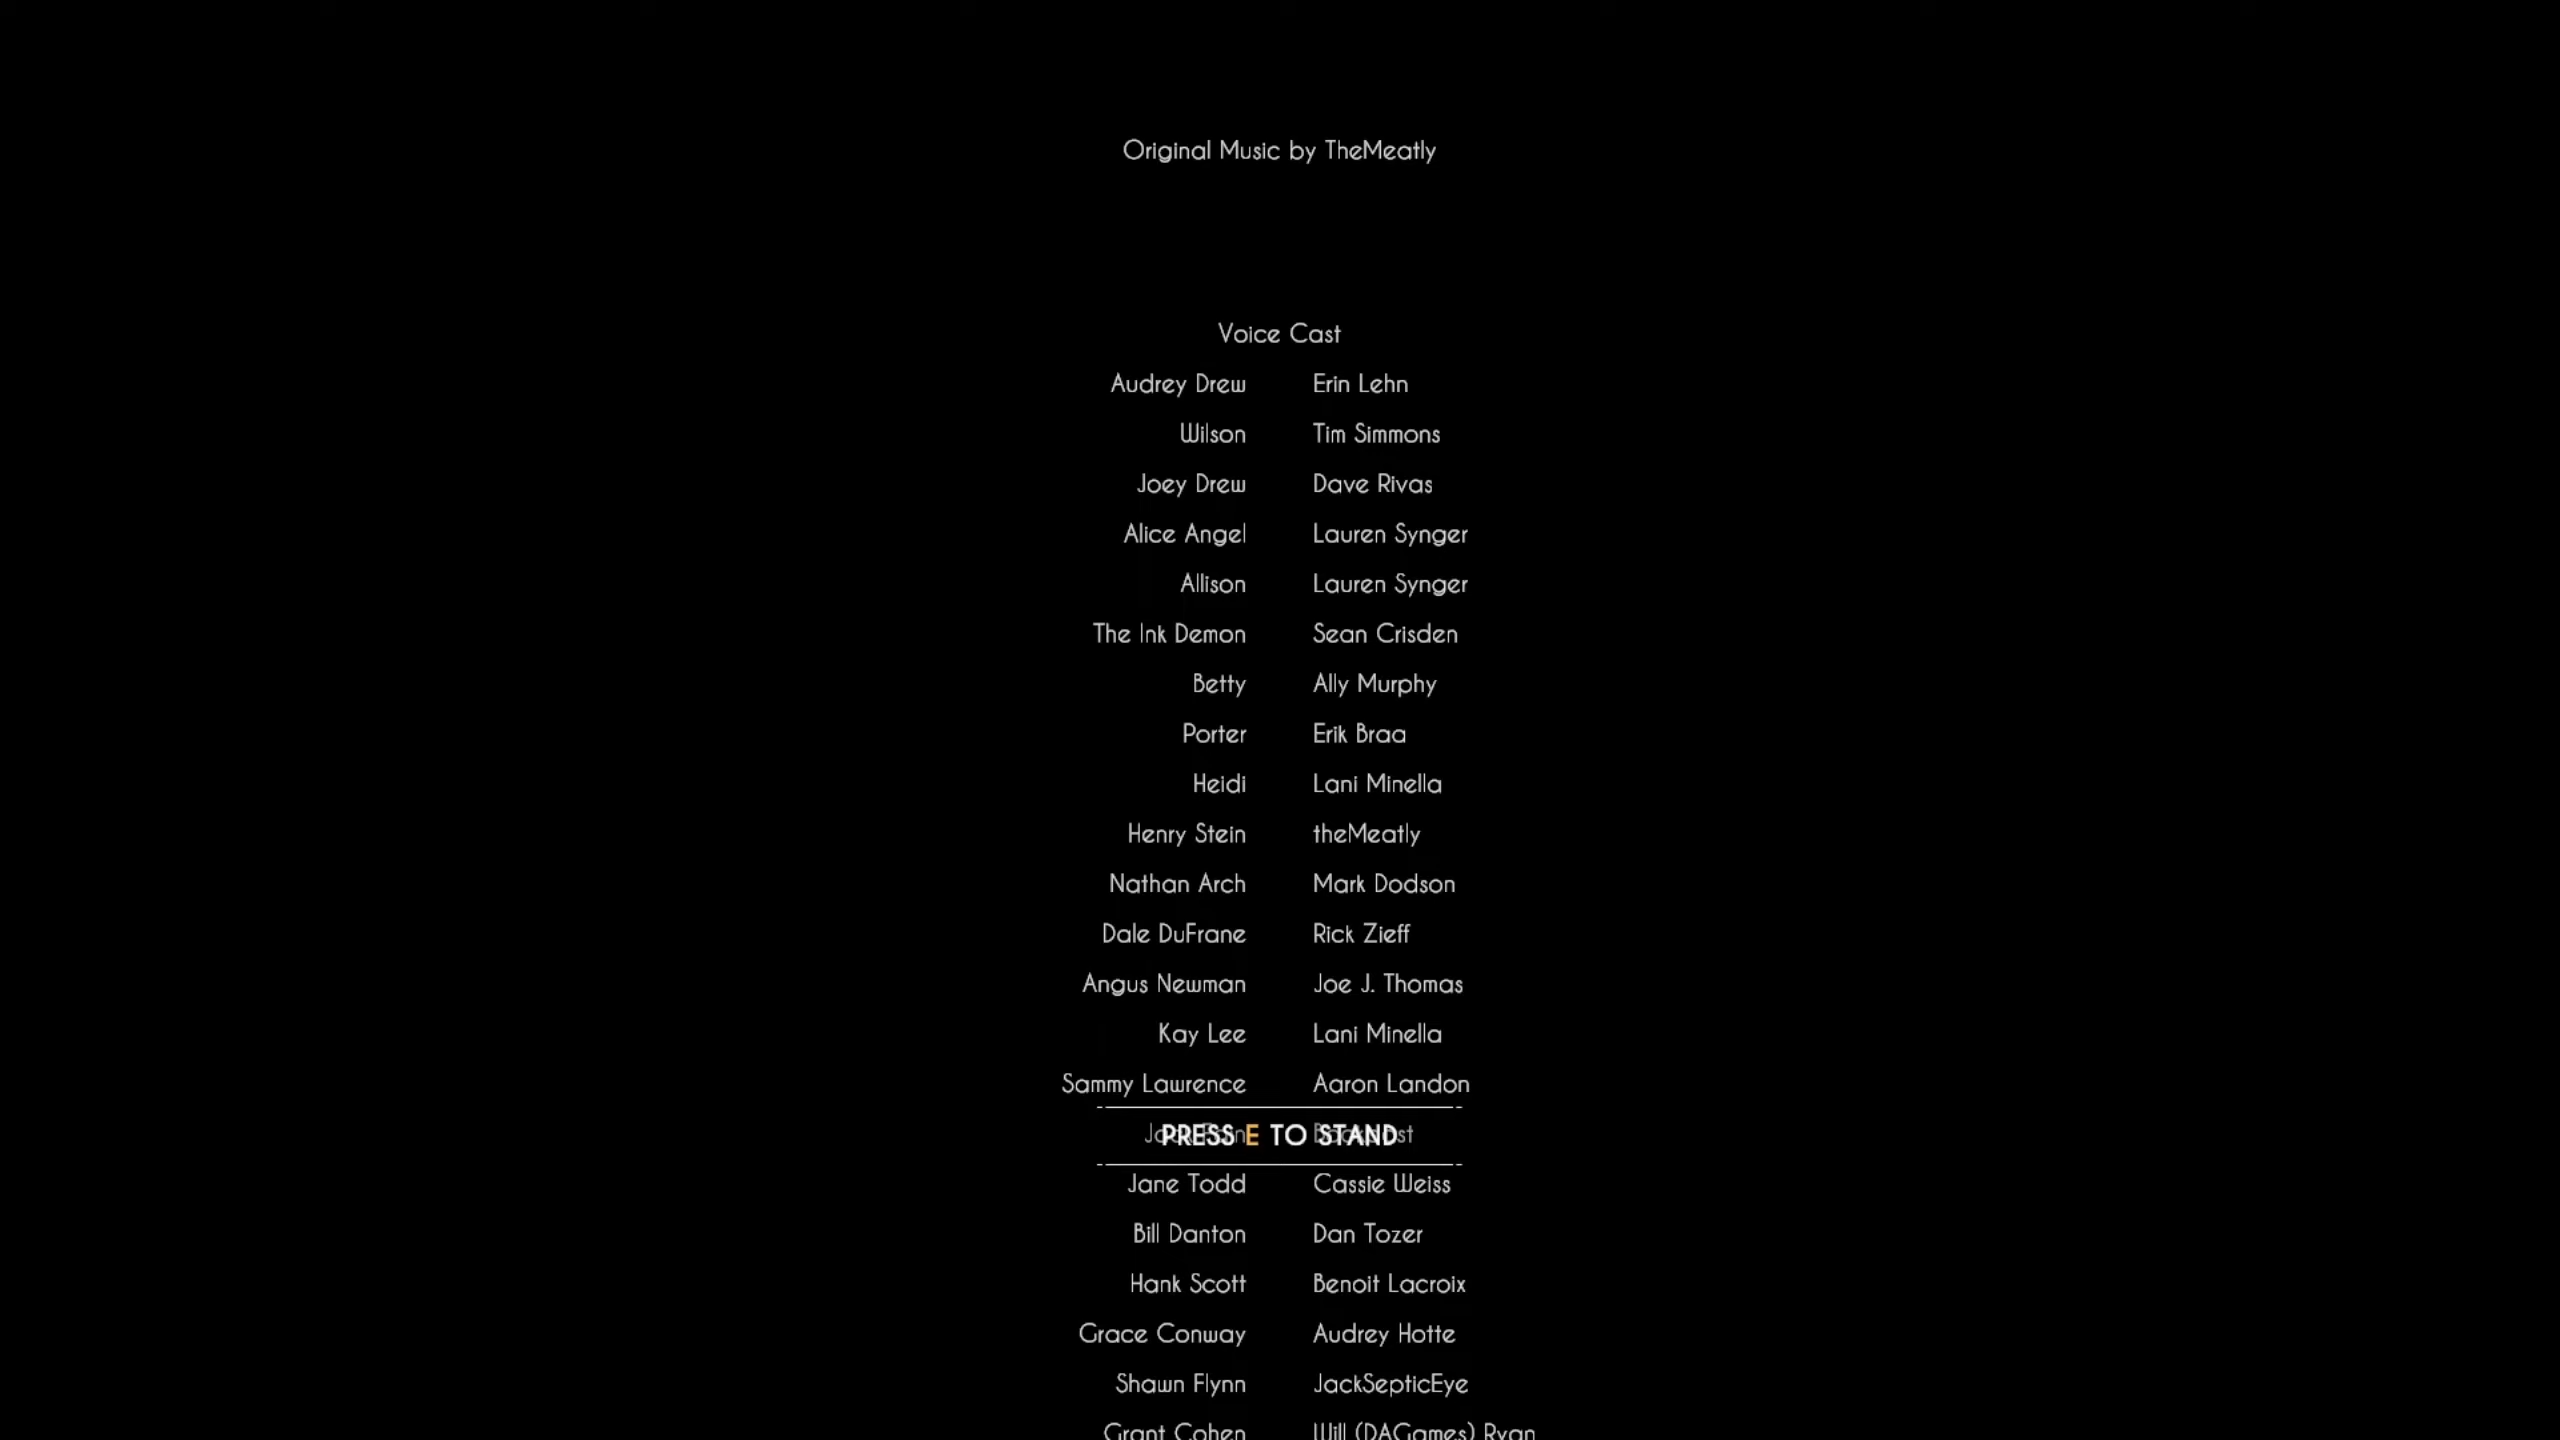 Original Music by TheMeatly
Voice Cast
Audrey Drew Erin Lehn
Wilson Tim Simmons
Joey Drew Dave Rivas
Alice Angel Lauren Synger
Allison Lauren Synger
The Ink Demon Sean Crisden
Betty Ally Murphy
Porter Erik Braa
Heidi Lani Minella
Henry Stein theMeatly
Nathan Arch Mark Dodson
Dale DuFrane Rick Zieff
Angus Newman Joe J. Thomas
Kay Lee Lani Minella
Sammy Lawrence Aaron Landon
PRESS E TO STAND
Jane Todd Cassie Weiss
Bill Danton Dan Tozer
Hank Scott Benoit Lacroix
Grace Conway Audrey Hotte
Shawn Flynn JackSepticEye
Grant Cohen Will (DAGames) Ryan